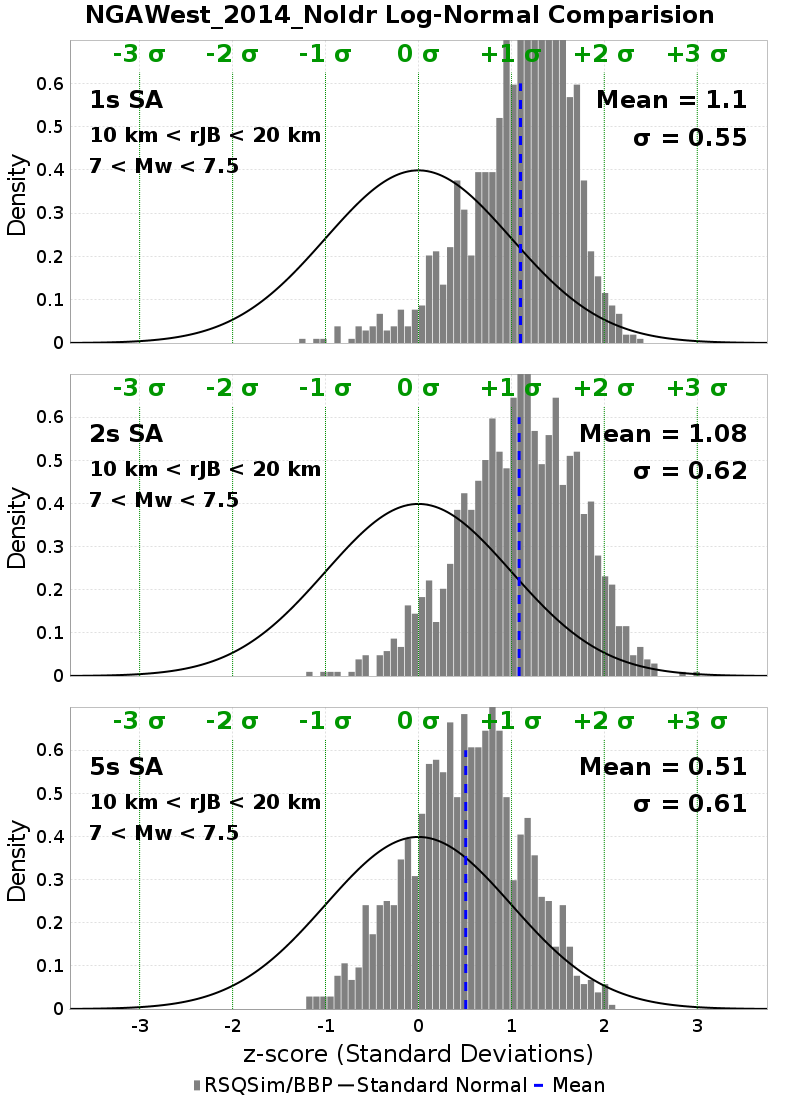 NGAWest_2014_NoIdr Log-Normal Comparision
-3 σ -2 σ -1 σ 0 σ +1 σ +2 σ +3 σ
0.6
1s SA Mean = 1.1
0.5
10 km < rJB < 20 km σ = 0.55
0.4
7 < Mw < 7.5
0.3
0.2
0.1
0
Density
-3 σ -2 σ -1 σ 0 σ +1 σ +2 σ +3 σ
0.6
2s SA Mean = 1.08
0.5
10 km < rJB < 20 km σ = 0.62
0.4
7 < Mw < 7.5
0.3
0.2
0.1
0
Density
-3 σ -2 σ -1 σ 0 σ +1 σ +2 σ +3 σ
0.6
5s SA Mean = 0.51
0.5
10 km < rJB < 20 km σ = 0.61
0.4
7 < Mw < 7.5
0.3
0.2
0.1
0
Density
-3 -2 -1 0 1 2 3
z-score (Standard Deviations)
RSQSim/BBP Standard Normal Mean